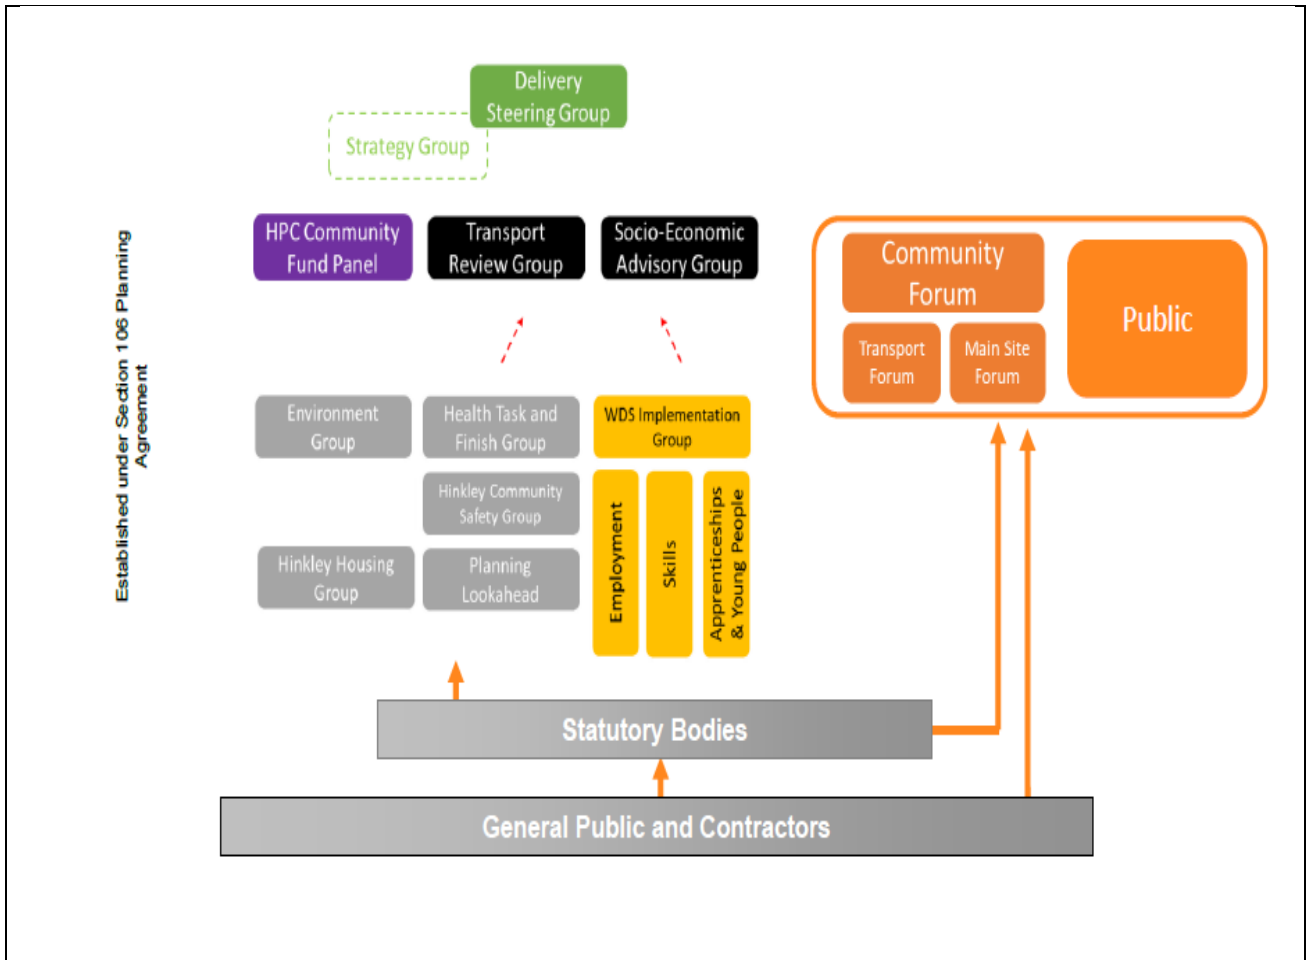 Delivery
Steering Group
Strategy Group
Established under Section 106 Planning
Agreement
HPC Community
Fund Panel
Transport
Review Group
Socio-Economic
Advisory Group
Community
Forum
Transport
Forum
Main Site
Forum
Public
Environment
Group
Health Task and
Finish Group
WDS Implementation
Group
Hinkley Community
Safety Group
Hinkley Housing
Group
Planning
Lookahead
Employment
Skills
Apprenticeships
& Young People
Statutory Bodies
General Public and Contractors